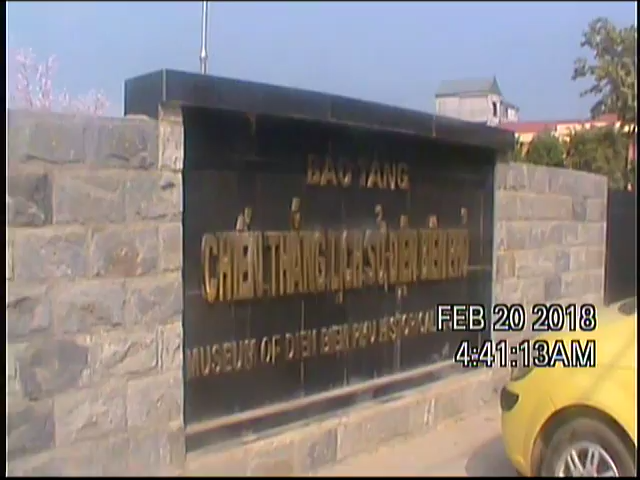 BẢO TÀNG
CHIẾN THẮNG LỊCH SỬ ĐIỆN BIÊN PHỦ
MUSEUM OF DIEN BIEN PHU HISTORICAL
FEB 20 2018
4:41:13AM